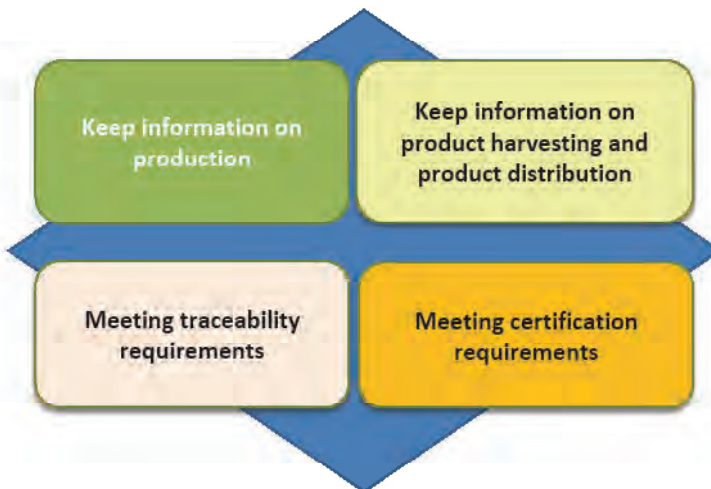 Keep information on
production
Keep information on
product harvesting and
product distribution
Meeting traceability
requirements
Meeting certification
requirements